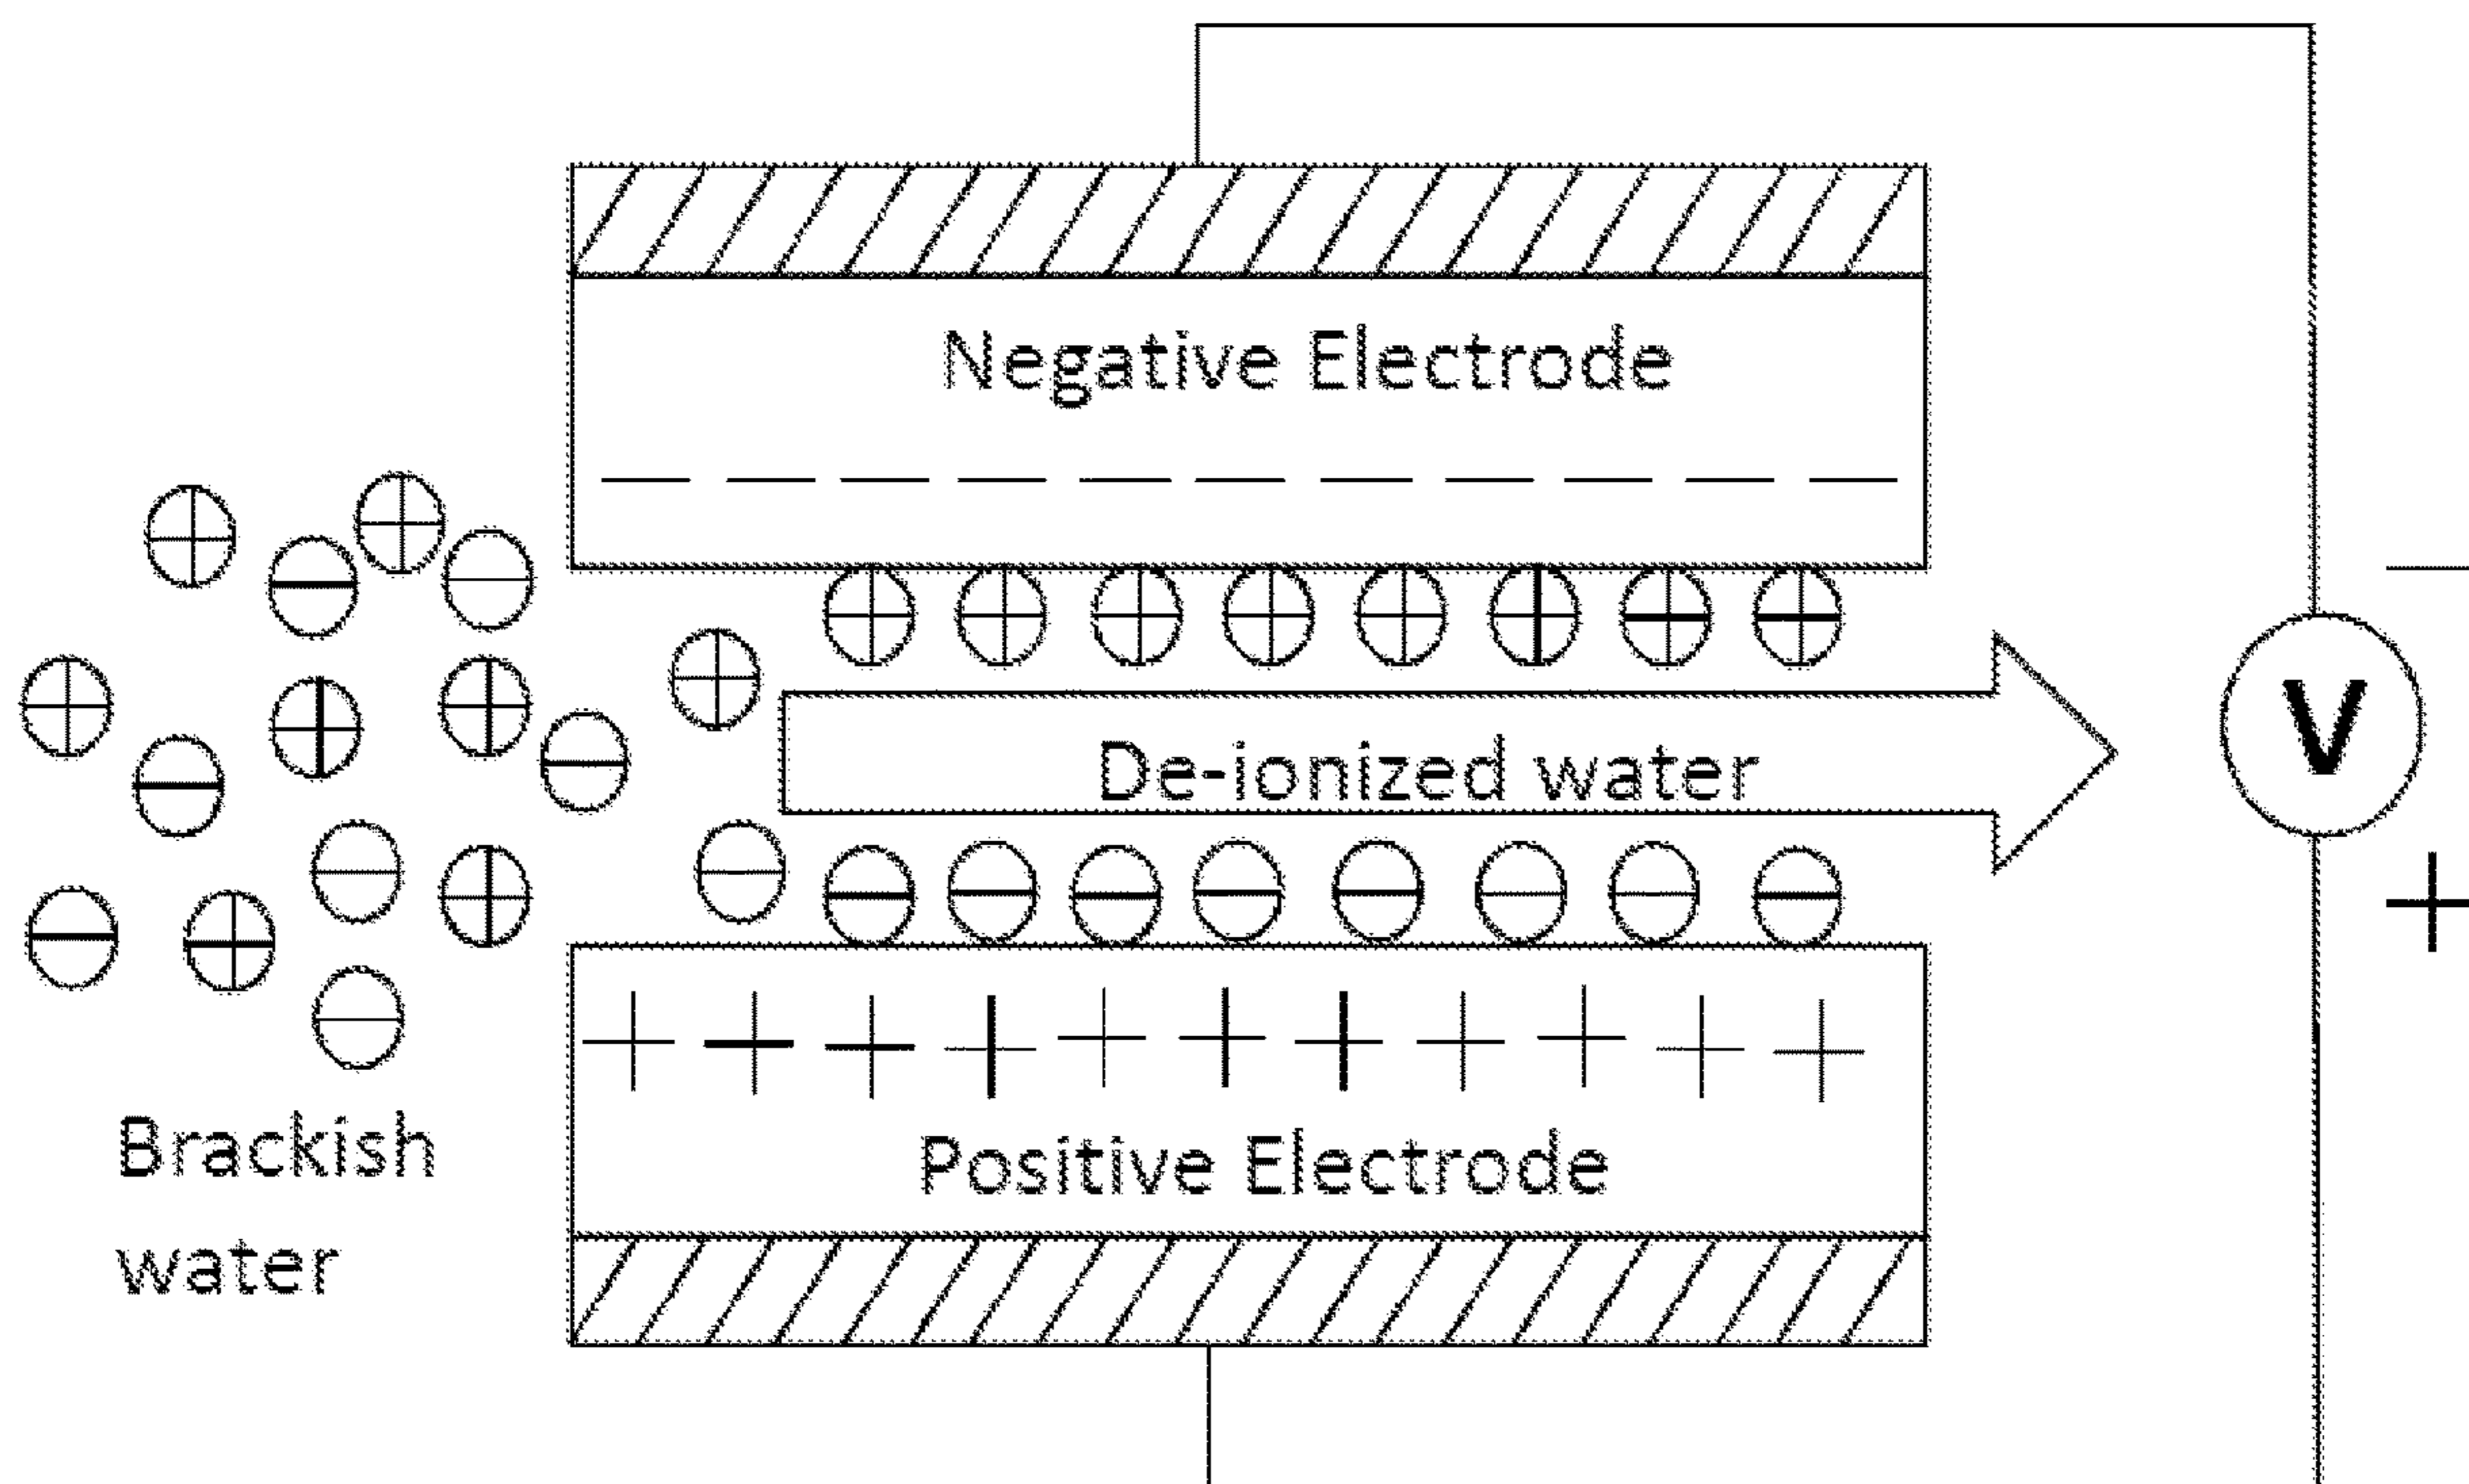 Negative Electrode
De-ionized water
V
Positive Electrode
Brackish
water